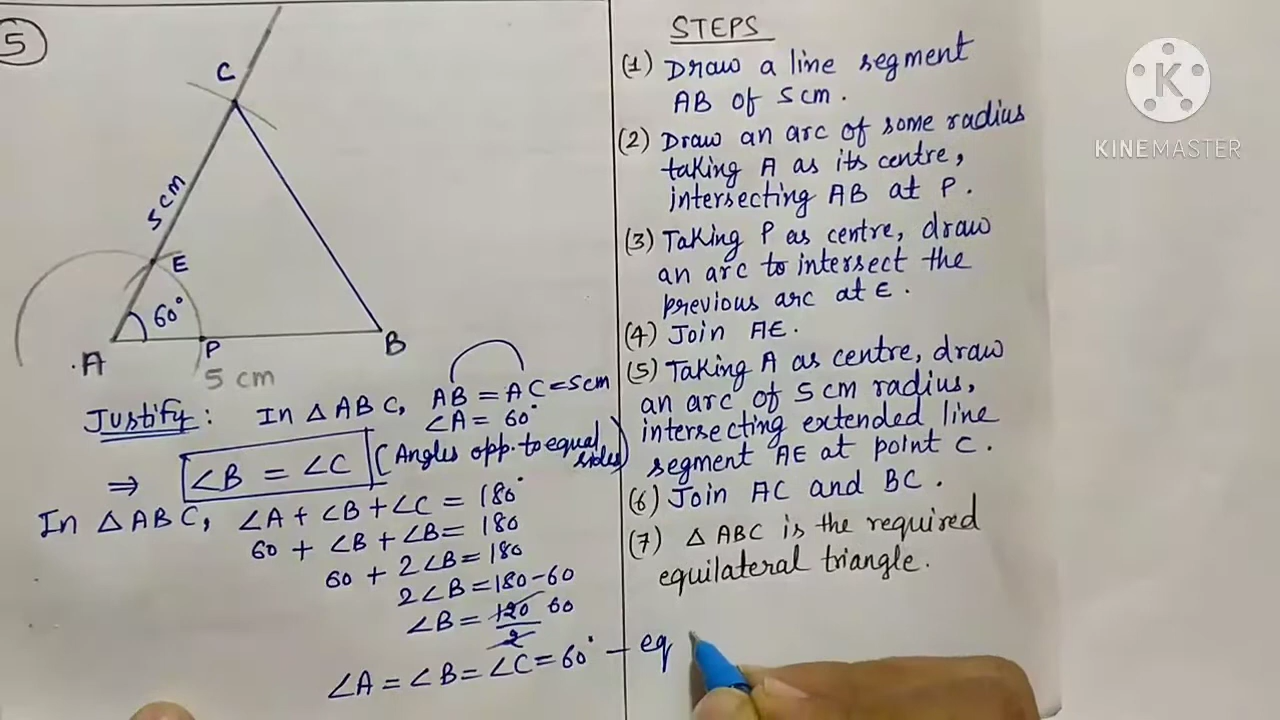 5
C
5 cm
E
60°
A
P
B
5 cm
Justify: In △ABC, AB = AC = 5cm
∠A = 60°
⇒ ∠B = ∠C (Angles opp. to equal sides)
In △ABC, ∠A + ∠B + ∠C = 180°
60 + ∠B + ∠B = 180
60 + 2∠B = 180
2∠B = 180 - 60
∠B = 120 60
2
∠A = ∠B = ∠C = 60° - eq
STEPS
(1) Draw a line segment
AB of 5cm.
(2) Draw an arc of some radius
taking A as its centre,
intersecting AB at P.
(3) Taking P as centre, draw
an arc to intersect the
previous arc at E.
(4) Join AE.
(5) Taking A as centre, draw
an arc of 5 cm radius,
intersecting extended line
segment AE at point C.
(6) Join AC and BC.
(7) △ABC is the required
equilateral triangle.
K
KINEMASTER